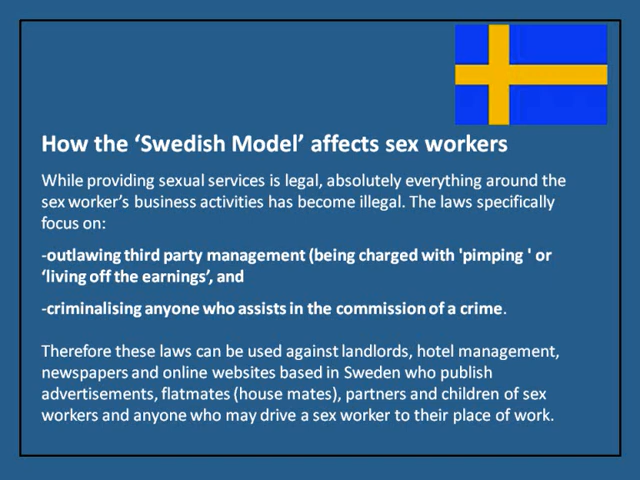 How the ‘Swedish Model’ affects sex workers
While providing sexual services is legal, absolutely everything around the
sex worker’s business activities has become illegal. The laws specifically
focus on:
-outlawing third party management (being charged with 'pimping ' or
‘living off the earnings’, and
-criminalising anyone who assists in the commission of a crime.
Therefore these laws can be used against landlords, hotel management,
newspapers and online websites based in Sweden who publish
advertisements, flatmates (house mates), partners and children of sex
workers and anyone who may drive a sex worker to their place of work.